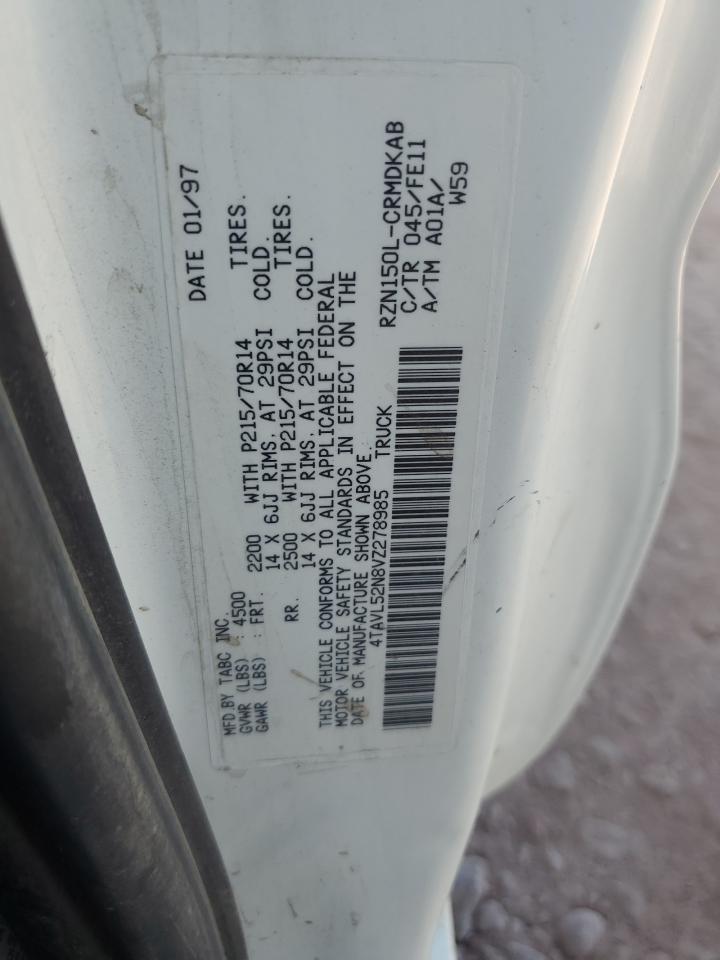 MFD.BY TABC INC. DATE 01/97
GVWR (LBS) : 4500
GAWR (LBS) : FRT. 2200 WITH P215/70R14 TIRES.
14 X 6JJ RIMS. AT 29PSI COLD.
RR. 2500 WITH P215/70R14 TIRES.
14 X 6JJ RIMS. AT 29PSI COLD.
THIS VEHICLE CONFORMS TO ALL APPLICABLE FEDERAL
MOTOR VEHICLE SAFETY STANDARDS IN EFFECT ON THE
DATE OF MANUFACTURE SHOWN ABOVE.
4TAVL52N8VZ278985 TRUCK
RZN150L-CRMDKAB
C/TR 045/FE11
A/TM A01A/
W59